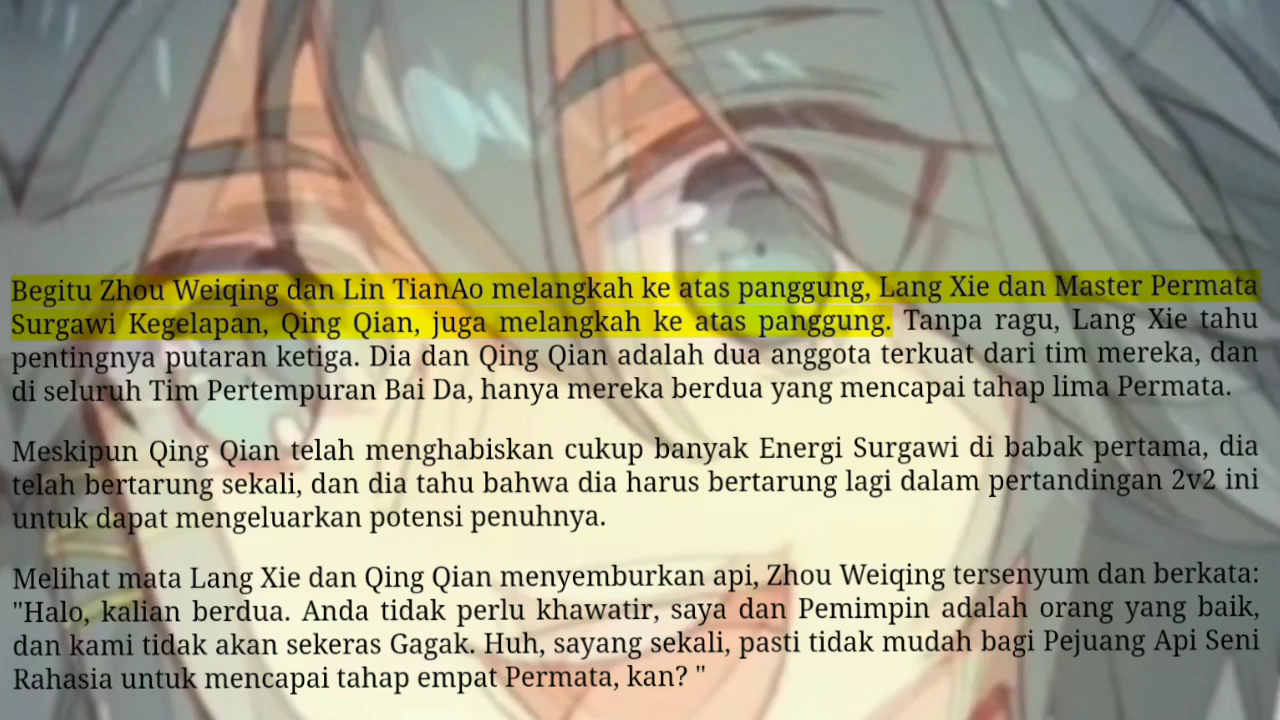 Begitu Zhou Weiqing dan Lin TianAo melangkah ke atas panggung, Lang Xie dan Master Permata
Surgawi Kegelapan, Qing Qian, juga melangkah ke atas panggung. Tanpa ragu, Lang Xie tahu
pentingnya putaran ketiga. Dia dan Qing Qian adalah dua anggota terkuat dari tim mereka, dan
di seluruh Tim Pertempuran Bai Da, hanya mereka berdua yang mencapai tahap lima Permata.
Meskipun Qing Qian telah menghabiskan cukup banyak Energi Surgawi di babak pertama, dia
telah bertarung sekali, dan dia tahu bahwa dia harus bertarung lagi dalam pertandingan 2v2 ini
untuk dapat mengeluarkan potensi penuhnya.
Melihat mata Lang Xie dan Qing Qian menyemburkan api, Zhou Weiqing tersenyum dan berkata:
"Halo, kalian berdua. Anda tidak perlu khawatir, saya dan Pemimpin adalah orang yang baik,
dan kami tidak akan sekeras Gagak. Huh, sayang sekali, pasti tidak mudah bagi Pejuang Api Seni
Rahasia untuk mencapai tahap empat Permata, kan? "